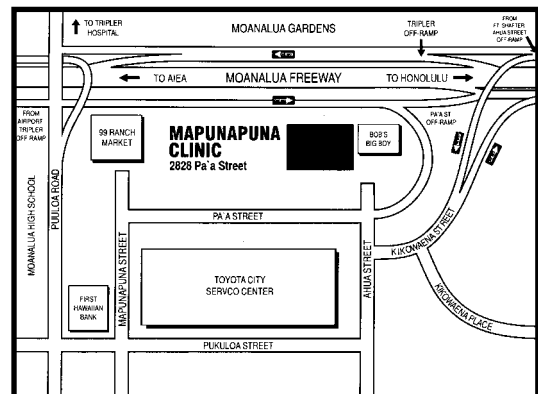 TO TRIPLER
HOSPITAL
MOANALUA GARDENS
TRIPLER
OFF-RAMP
FROM
FT. SHAFTER
AHUA STREET
OFF-RAMP
TO AIEA
MOANALUA FREEWAY
TO HONOLULU
FROM
AIRPORT
TRIPLER
OFF RAMP
99 RANCH
MARKET
MAPUNAPUNA
CLINIC
2828 Pa'a Street
BOB'S
BIG BOY
PA'A ST
OFF-RAMP
MOANALUA HIGH SCHOOL
PUULOA ROAD
MAPUNAPUNA STREET
PA'A STREET
AHUA STREET
KIKOWAENA STREET
KIKOWAENA PLACE
TOYOTA CITY
SERVCO CENTER
FIRST
HAWAIIAN
BANK
PUKULOA STREET